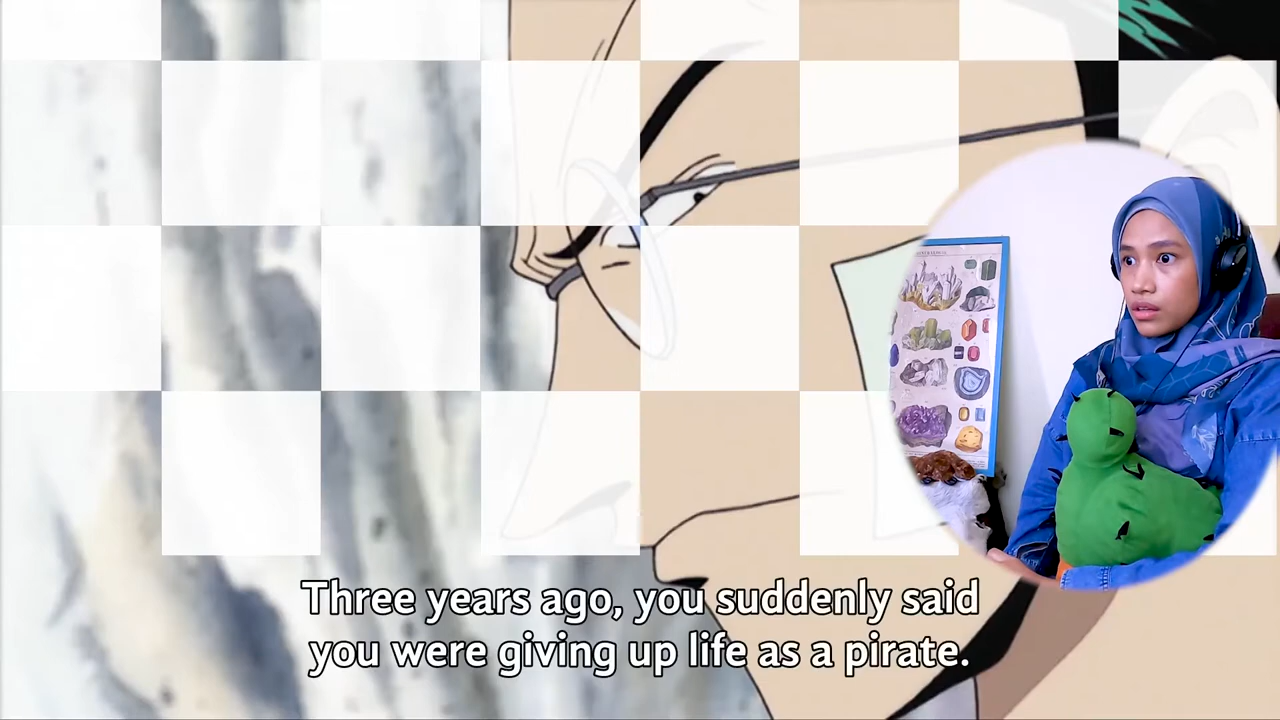 Three years ago, you suddenly said
you were giving up life as a pirate.